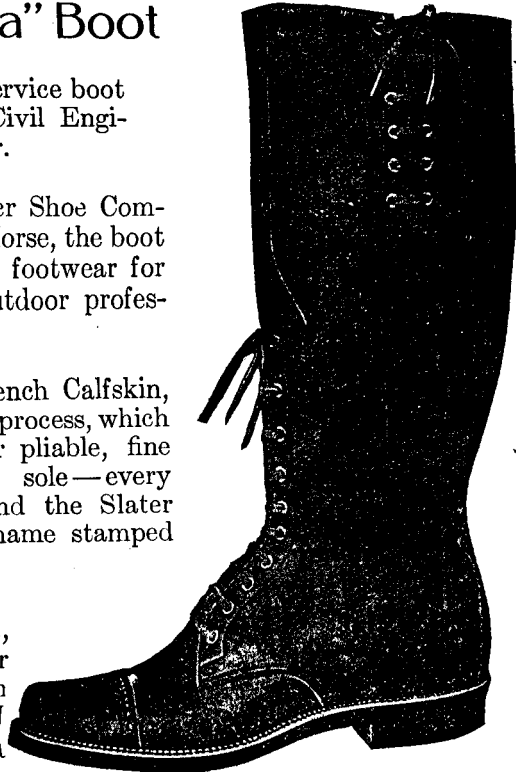 a” Boot
ervice boot
Civil Engi-
r.
er Shoe Com-
orse, the boot
footwear for
utdoor profes-
ench Calfskin,
process, which
r pliable, fine
sole—every
nd the Slater
name stamped
,
r